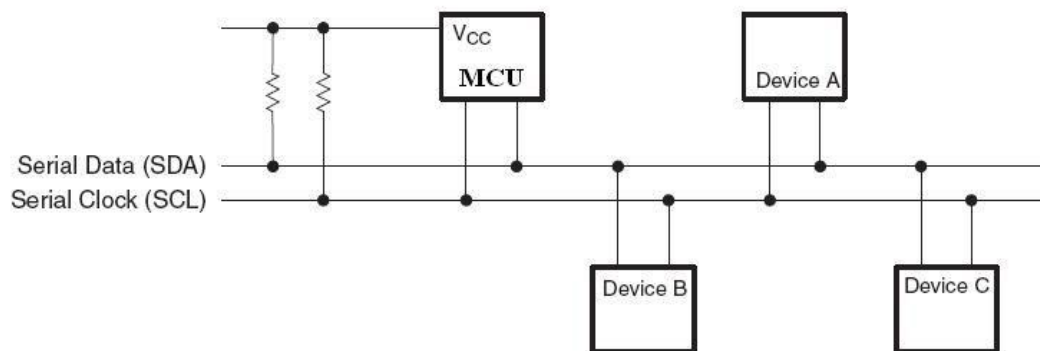 VCC
MCU
Device A
Serial Data (SDA)
Serial Clock (SCL)
Device B
Device C